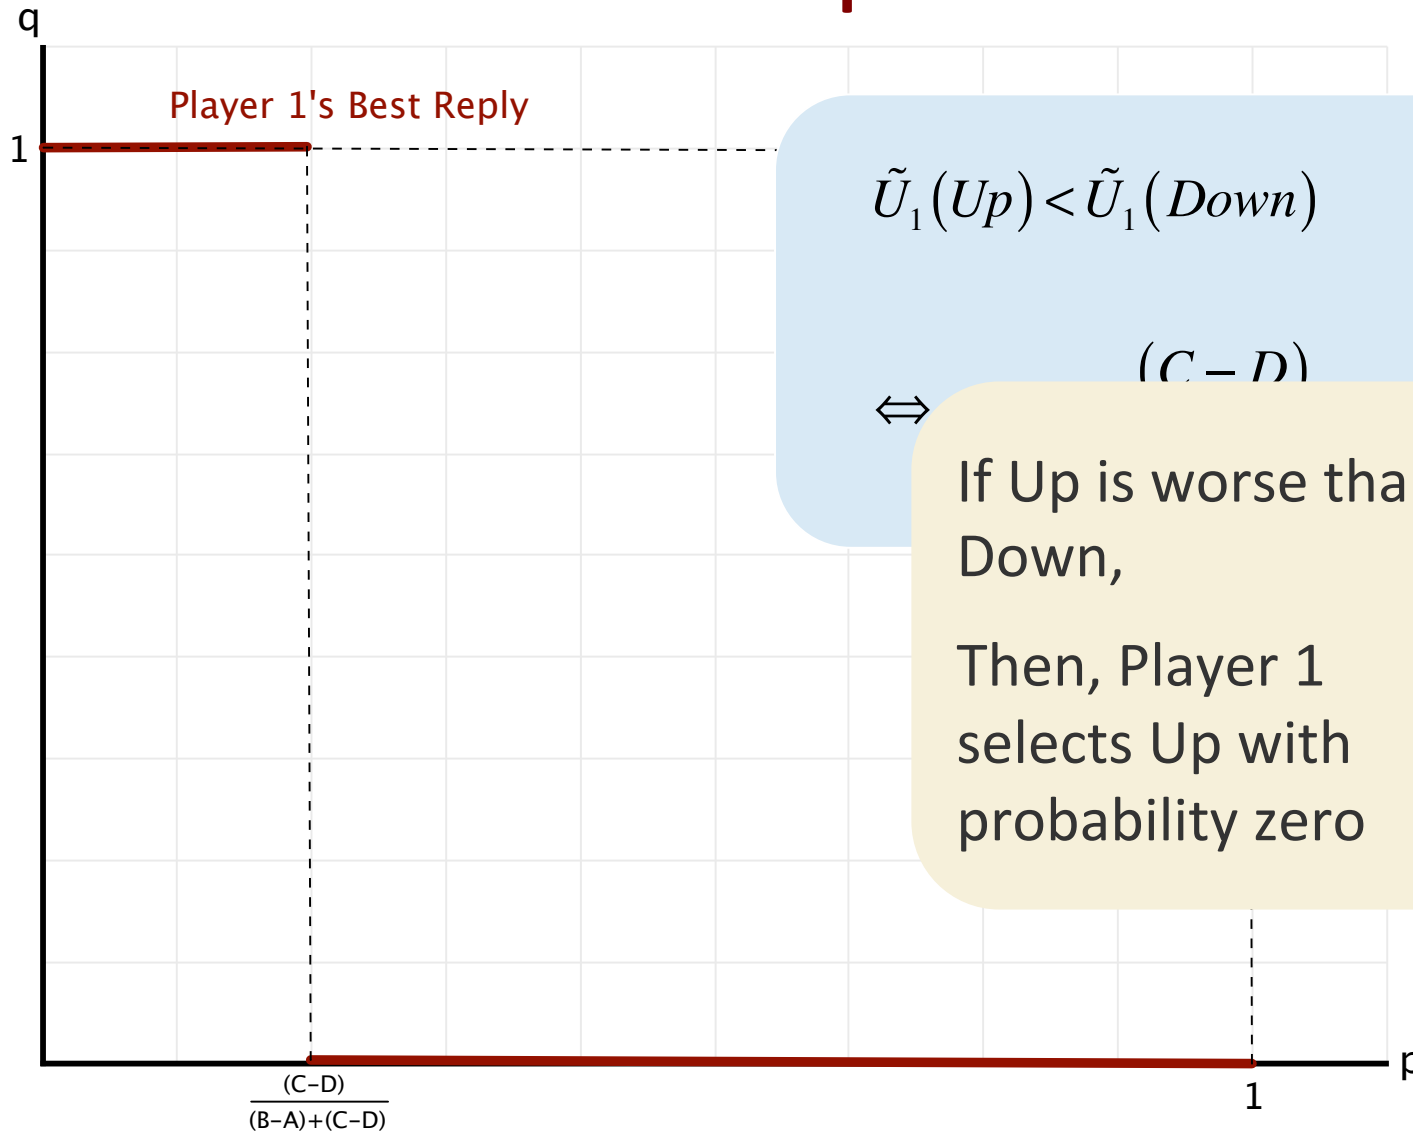 q
Player 1's Best Reply
1
Ũ₁(Up) < Ũ₁(Down)
(C − D)
⇔
If Up is worse tha
Down,
Then, Player 1
selects Up with
probability zero
p
(C−D)
(B−A)+(C−D)
1